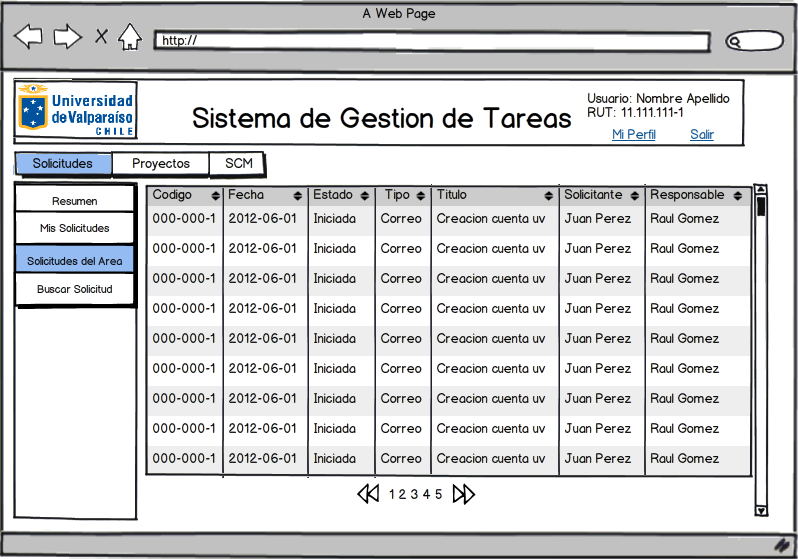 A Web Page
http://
Universidad
de Valparaíso
CHILE
Sistema de Gestion de Tareas
Usuario: Nombre Apellido
RUT: 11.111.111-1
Mi Perfil Salir
Solicitudes Proyectos SCM
Resumen
Mis Solicitudes
Solicitudes del Area
Buscar Solicitud
Codigo Fecha Estado Tipo Titulo Solicitante Responsable
000-000-1 2012-06-01 Iniciada Correo Creacion cuenta uv Juan Perez Raul Gomez
000-000-1 2012-06-01 Iniciada Correo Creacion cuenta uv Juan Perez Raul Gomez
000-000-1 2012-06-01 Iniciada Correo Creacion cuenta uv Juan Perez Raul Gomez
000-000-1 2012-06-01 Iniciada Correo Creacion cuenta uv Juan Perez Raul Gomez
000-000-1 2012-06-01 Iniciada Correo Creacion cuenta uv Juan Perez Raul Gomez
000-000-1 2012-06-01 Iniciada Correo Creacion cuenta uv Juan Perez Raul Gomez
000-000-1 2012-06-01 Iniciada Correo Creacion cuenta uv Juan Perez Raul Gomez
000-000-1 2012-06-01 Iniciada Correo Creacion cuenta uv Juan Perez Raul Gomez
000-000-1 2012-06-01 Iniciada Correo Creacion cuenta uv Juan Perez Raul Gomez
1 2 3 4 5